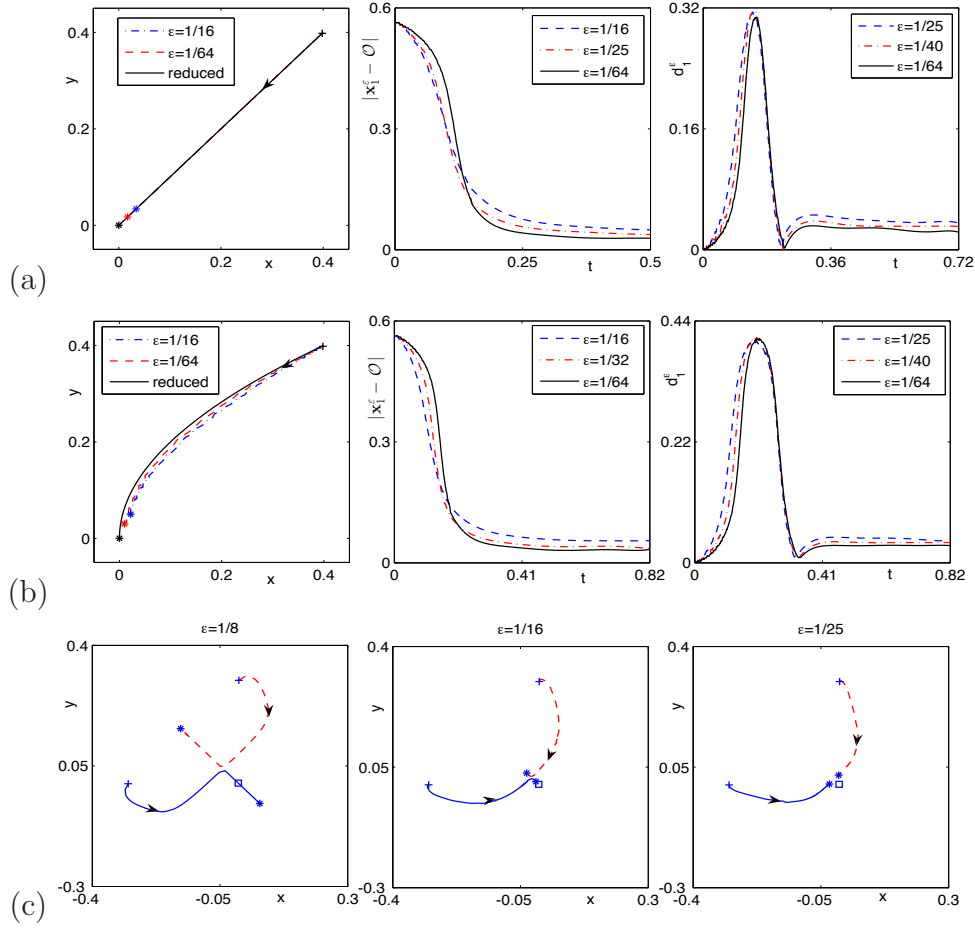 0.4
0.2
0
y
ε=1/16
ε=1/64
reduced
0
0.2
x
0.4
0.6
0.3
0
|x₁^ε − 𝒪|
ε=1/16
ε=1/25
ε=1/64
0
0.25
t
0.5
0.32
0.16
0
d₁^ε
ε=1/25
ε=1/40
ε=1/64
0
0.36
t
0.72
(a)
0.4
0.2
0
y
ε=1/16
ε=1/64
reduced
0
0.2
x
0.4
0.6
0.3
0
|x₁^ε − 𝒪|
ε=1/16
ε=1/32
ε=1/64
0
0.41
t
0.82
0.44
0.22
0
d₁^ε
ε=1/25
ε=1/40
ε=1/64
0
0.41
t
0.82
(b)
ε=1/8
0.4
y
0.05
-0.3
-0.4
-0.05
x
0.3
ε=1/16
0.4
y
0.05
-0.3
-0.4
-0.05
x
0.3
ε=1/25
0.4
y
0.05
-0.3
-0.4
-0.05
x
0.3
(c)